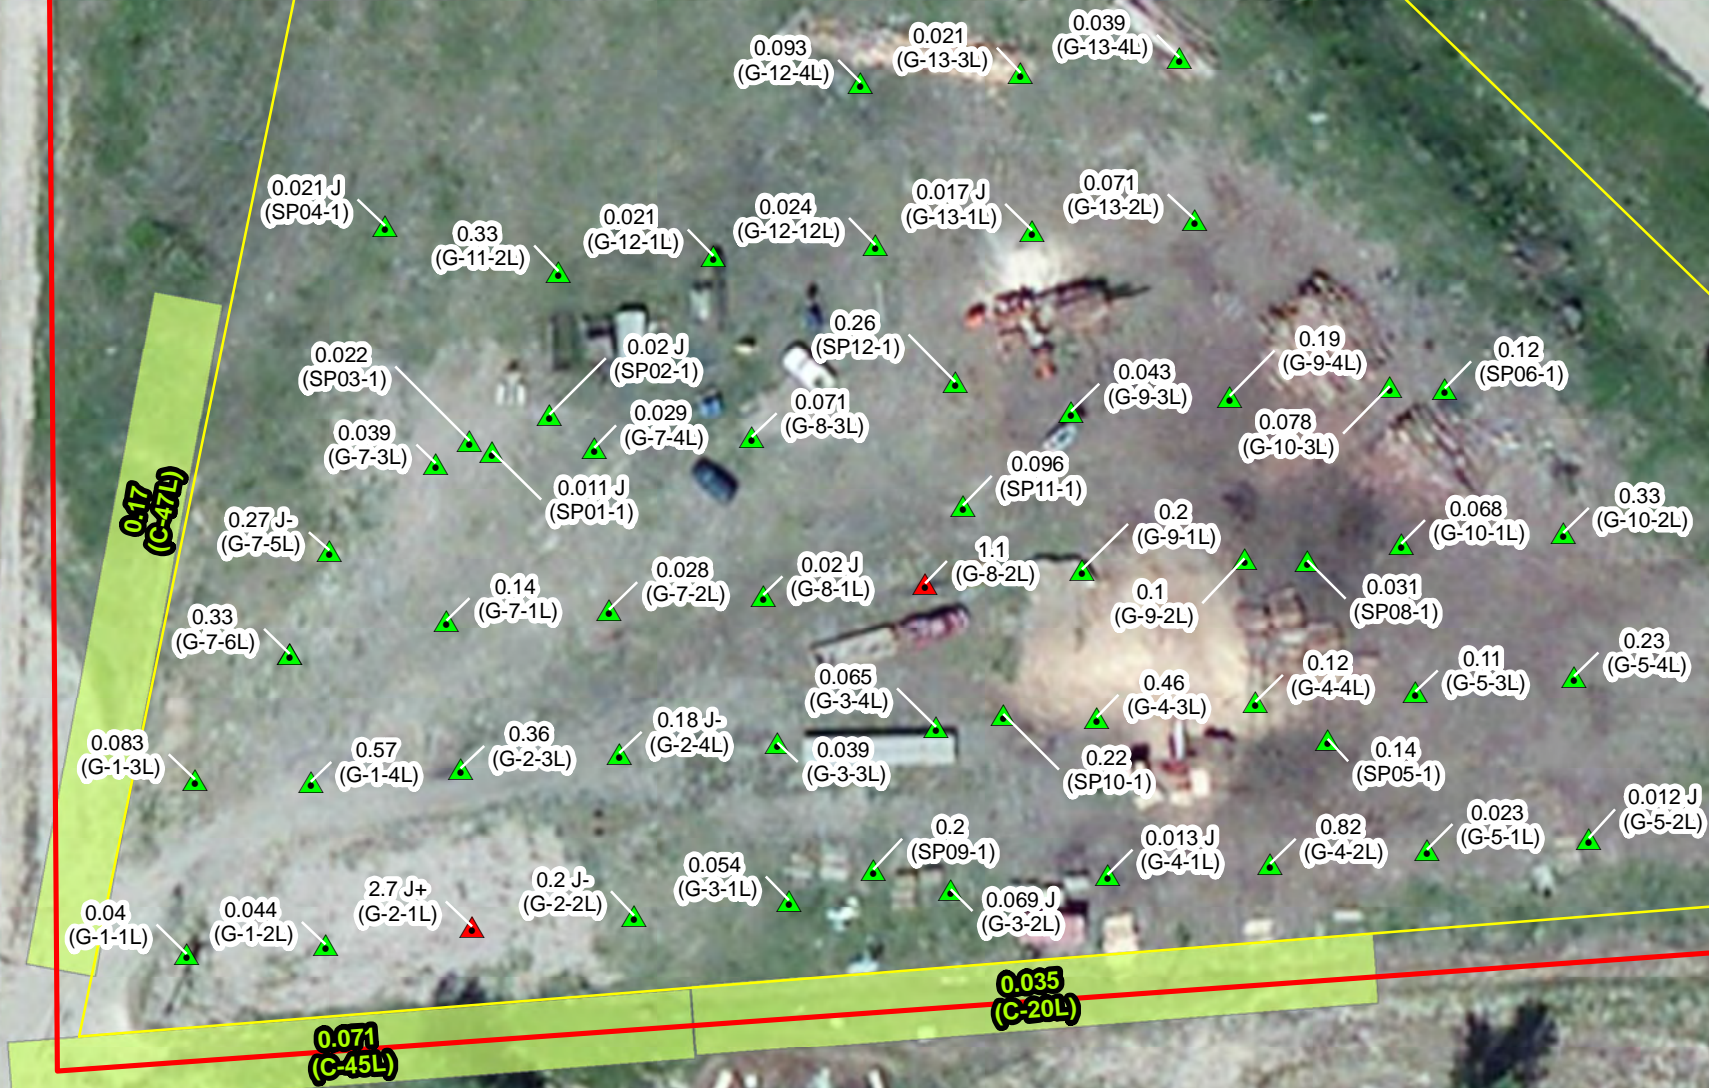 0.039
(G-13-4L)
0.021
(G-13-3L)
0.093
(G-12-4L)
0.021 J
(SP04-1)
0.33
(G-11-2L)
0.021
(G-12-1L)
0.024
(G-12-12L)
0.017 J
(G-13-1L)
0.071
(G-13-2L)
0.022
(SP03-1)
0.02 J
(SP02-1)
0.26
(SP12-1)
0.043
(G-9-3L)
0.19
(G-9-4L)
0.12
(SP06-1)
0.039
(G-7-3L)
0.029
(G-7-4L)
0.071
(G-8-3L)
0.078
(G-10-3L)
0.011 J
(SP01-1)
0.096
(SP11-1)
0.17
(C-47L)
0.27 J-
(G-7-5L)
0.2
(G-9-1L)
0.068
(G-10-1L)
0.33
(G-10-2L)
0.14
(G-7-1L)
0.028
(G-7-2L)
0.02 J
(G-8-1L)
1.1
(G-8-2L)
0.1
(G-9-2L)
0.031
(SP08-1)
0.33
(G-7-6L)
0.065
(G-3-4L)
0.46
(G-4-3L)
0.12
(G-4-4L)
0.11
(G-5-3L)
0.23
(G-5-4L)
0.083
(G-1-3L)
0.57
(G-1-4L)
0.36
(G-2-3L)
0.18 J-
(G-2-4L)
0.039
(G-3-3L)
0.22
(SP10-1)
0.14
(SP05-1)
0.2
(SP09-1)
0.013 J
(G-4-1L)
0.82
(G-4-2L)
0.023
(G-5-1L)
0.012 J
(G-5-2L)
0.04
(G-1-1L)
0.044
(G-1-2L)
2.7 J+
(G-2-1L)
0.2 J-
(G-2-2L)
0.054
(G-3-1L)
0.069 J
(G-3-2L)
0.035
(C-20L)
0.071
(C-45L)